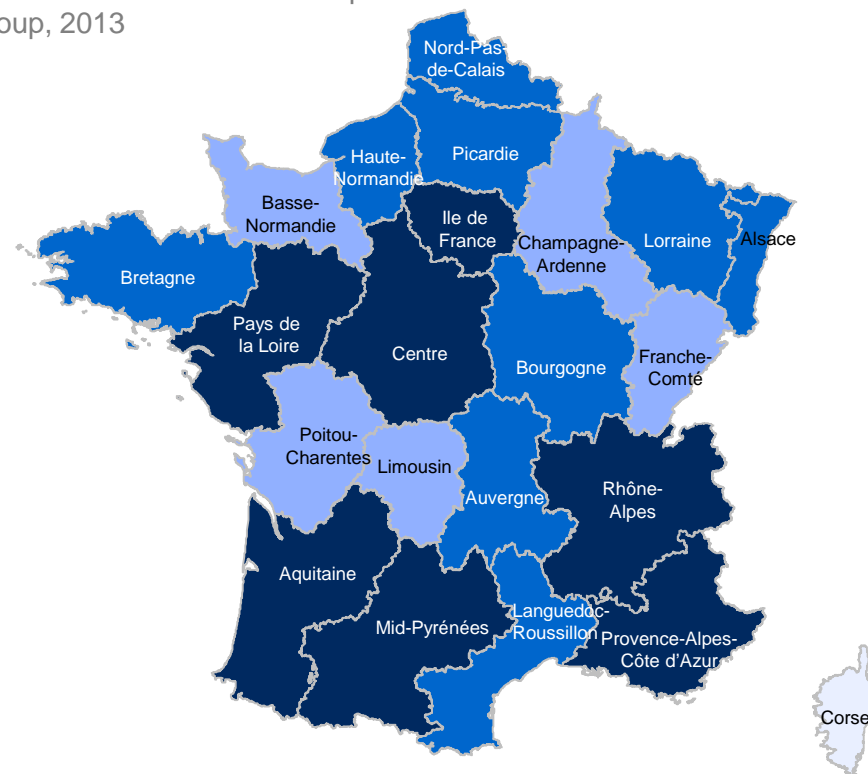 oup, 2013
Nord-Pas-
de-Calais
Haute-
Normandie
Picardie
Basse-
Normandie
Ile de
France
Champagne-
Ardenne
Lorraine
Alsace
Bretagne
Pays de
la Loire
Centre
Bourgogne
Franche-
Comté
Poitou-
Charentes
Limousin
Auvergne
Rhône-
Alpes
Aquitaine
Mid-Pyrénées
Languedoc-
Roussillon
Provence-Alpes-
Côte d'Azur
Corse